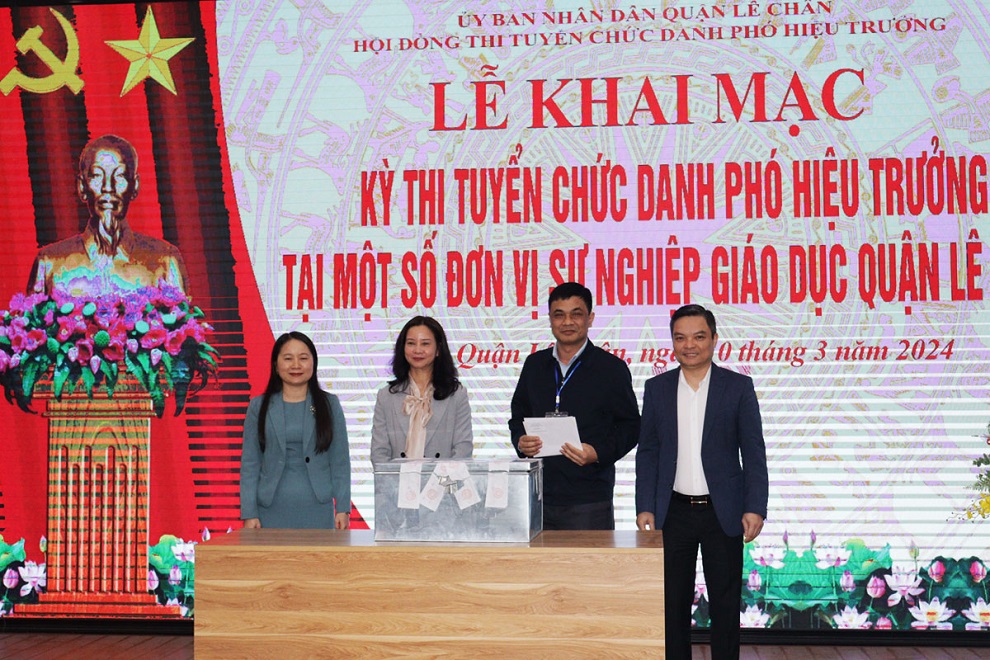 ỦY BAN NHÂN DÂN QUẬN LÊ CHÂN
HỘI ĐỒNG THI TUYỂN CHỨC DANH PHÓ HIỆU TRƯỞNG
LỄ KHAI MẠC
KỲ THI TUYỂN CHỨC DANH PHÓ HIỆU TRƯỞNG
TẠI MỘT SỐ ĐƠN VỊ SỰ NGHIỆP GIÁO DỤC QUẬN LÊ
Quận 0 tháng 3 năm 2024